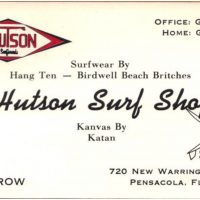 OFFICE: G
HOME: G
HUTSON
Surfboards
Surfwear By
Hang Ten — Birdwell Beach Britches
Hutson Surf Shop
Kanvas By
Katan
ROW
720 NEW WARRING
PENSACOLA, FL